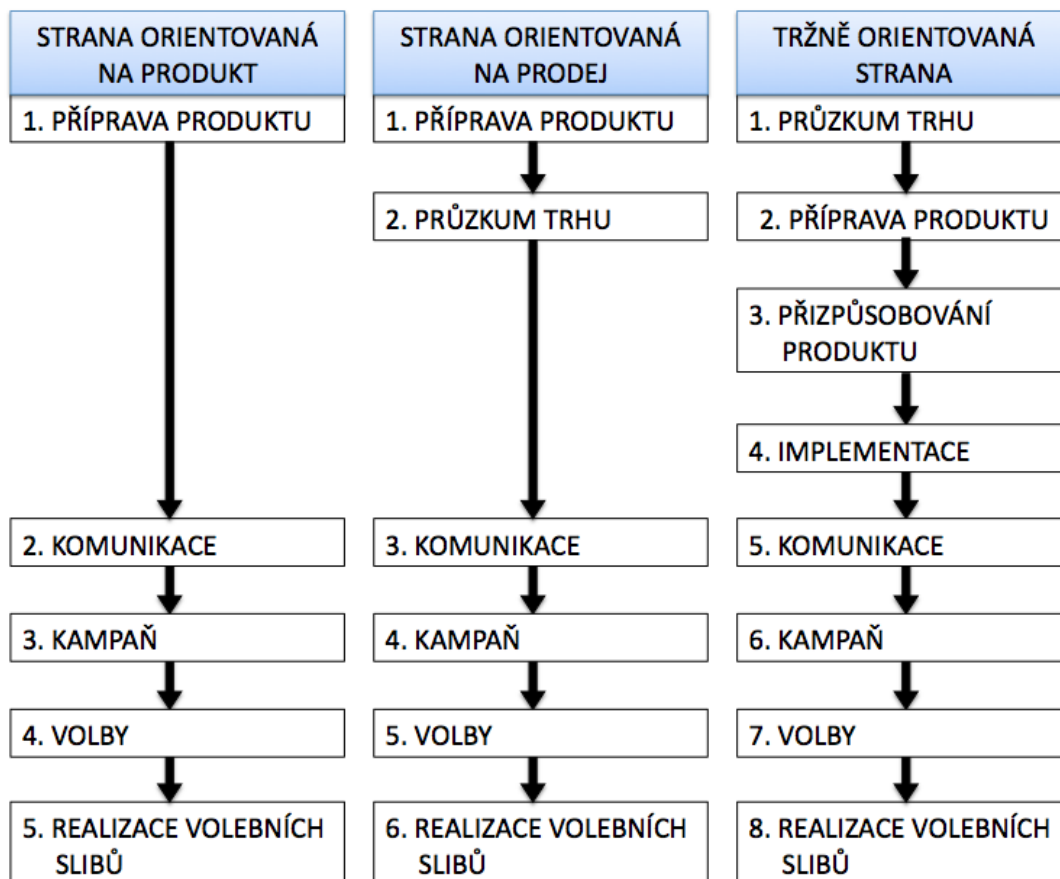 STRANA ORIENTOVANÁ
NA PRODUKT
1. PŘÍPRAVA PRODUKTU
2. KOMUNIKACE
3. KAMPAŇ
4. VOLBY
5. REALIZACE VOLEBNÍCH
SLIBŮ
STRANA ORIENTOVANÁ
NA PRODEJ
1. PŘÍPRAVA PRODUKTU
2. PRŮZKUM TRHU
3. KOMUNIKACE
4. KAMPAŇ
5. VOLBY
6. REALIZACE VOLEBNÍCH
SLIBŮ
TRŽNĚ ORIENTOVANÁ
STRANA
1. PRŮZKUM TRHU
2. PŘÍPRAVA PRODUKTU
3. PŘIZPŮSOBOVÁNÍ
PRODUKTU
4. IMPLEMENTACE
5. KOMUNIKACE
6. KAMPAŇ
7. VOLBY
8. REALIZACE VOLEBNÍCH
SLIBŮ